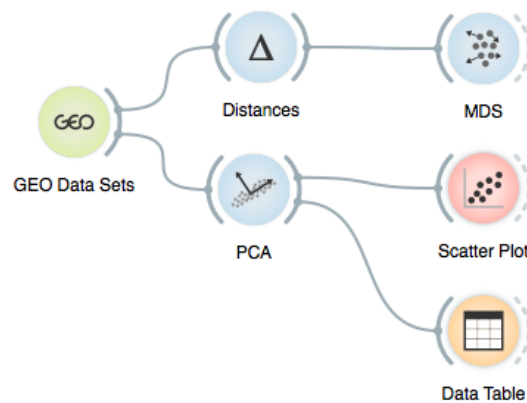 Distances
MDS
GEO
GEO Data Sets
PCA
Scatter Plot
Data Table